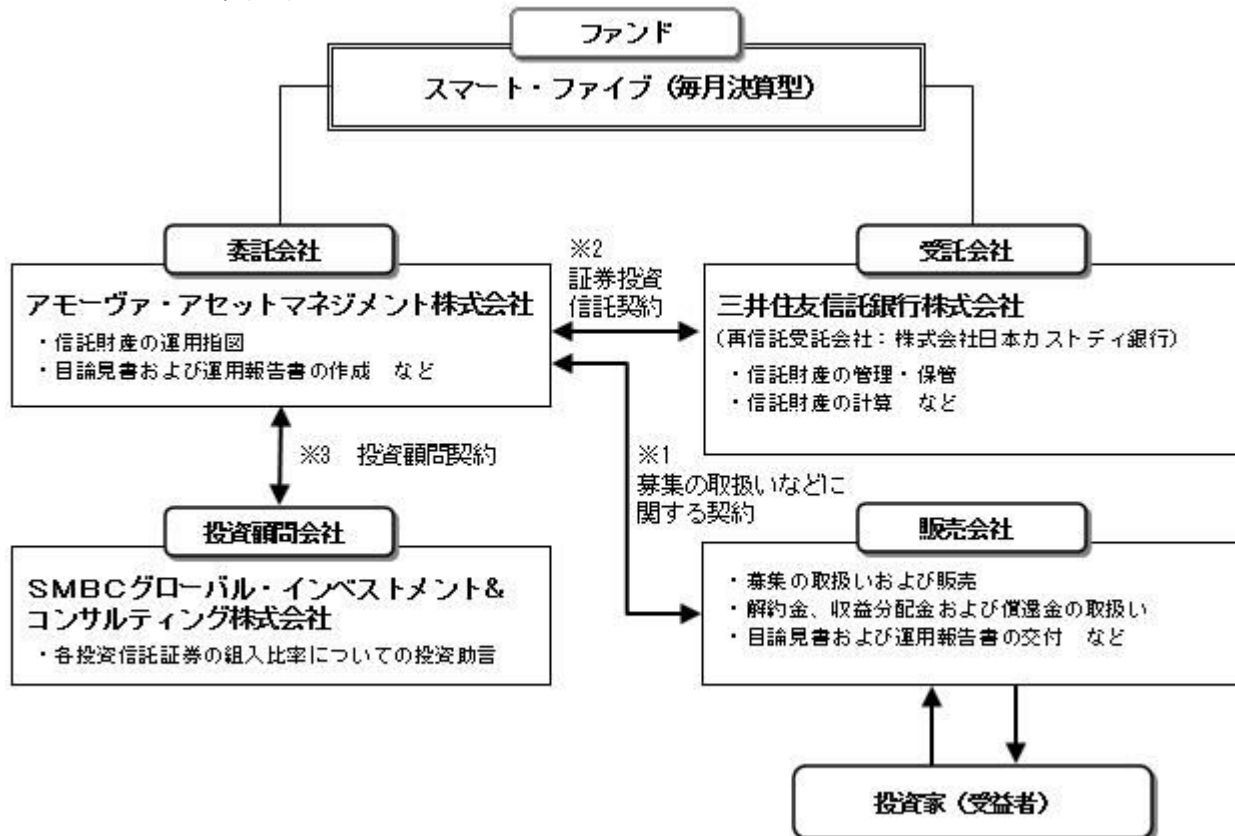 ファンド
スマート・ファイブ（毎月決算型）
委託会社
アモーヴァ・アセットマネジメント株式会社
・信託財産の運用指図
・目論見書および運用報告書の作成　など
※2
証券投資
信託契約
受託会社
三井住友信託銀行株式会社
（再信託受託会社：株式会社日本カストディ銀行）
・信託財産の管理・保管
・信託財産の計算　など
※3　投資顧問契約
※1
募集の取扱いなどに
関する契約
投資顧問会社
ＳＭＢＣグローバル・インベストメント＆
コンサルティング株式会社
・各投資信託証券の組入比率についての投資助言
販売会社
・募集の取扱いおよび販売
・解約金、収益分配金および償還金の取扱い
・目論見書および運用報告書の交付　など
投資家（受益者）